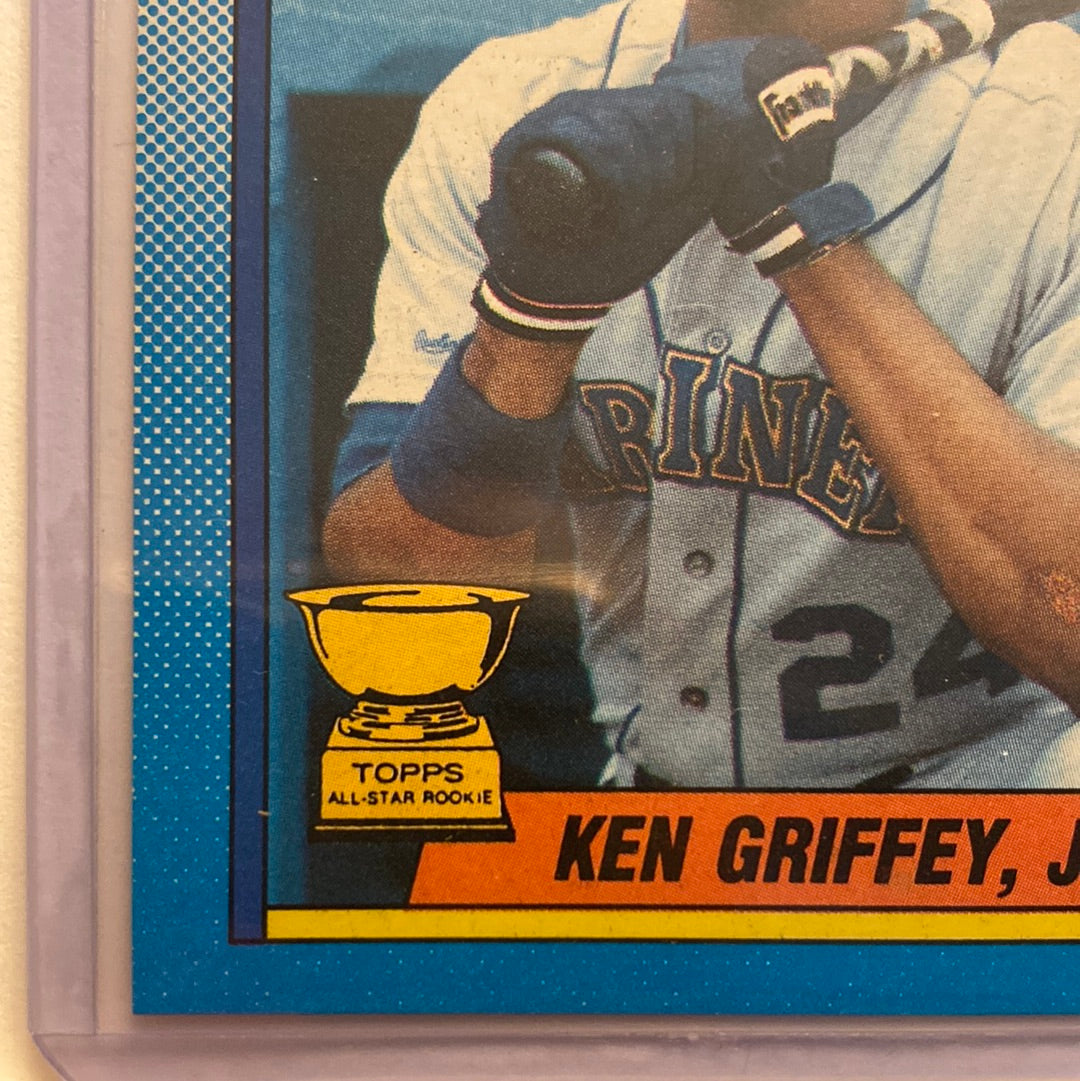 RINE
24
TOPPS
ALL-STAR ROOKIE
KEN GRIFFEY, J